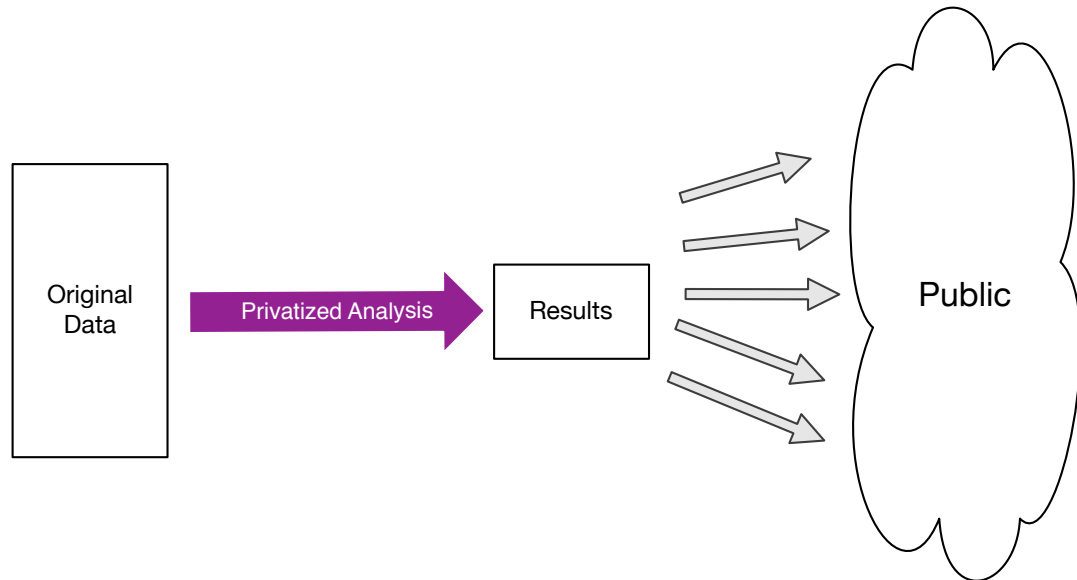 Original
Data
Privatized Analysis
Results
Public